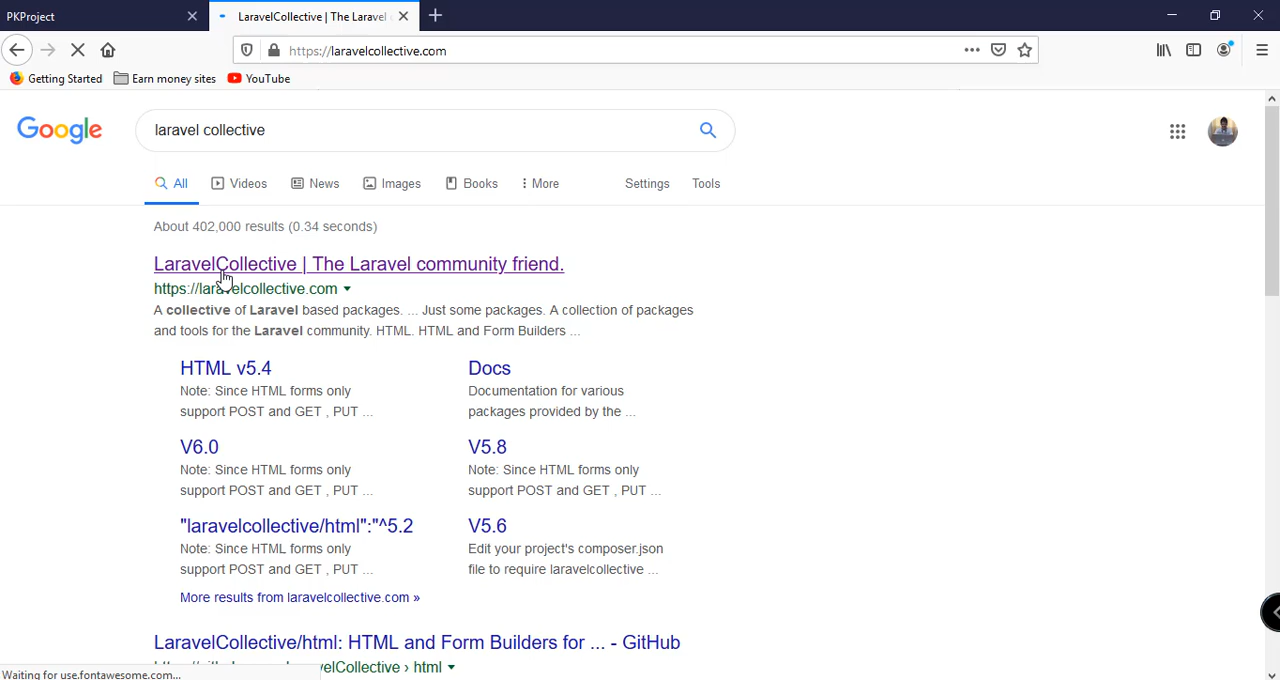 PKProject
LaravelCollective | The Laravel
https://laravelcollective.com
Getting Started
Earn money sites
YouTube
Google
laravel collective
All
Videos
News
Images
Books
More
Settings
Tools
About 402,000 results (0.34 seconds)
LaravelCollective | The Laravel community friend.
https://laravelcollective.com
A collective of Laravel based packages. ... Just some packages. A collection of packages
and tools for the Laravel community. HTML. HTML and Form Builders ...
HTML v5.4
Note: Since HTML forms only
support POST and GET , PUT ...
Docs
Documentation for various
packages provided by the ...
V6.0
Note: Since HTML forms only
support POST and GET , PUT ...
V5.8
Note: Since HTML forms only
support POST and GET , PUT ...
"laravelcollective/html":"^5.2
Note: Since HTML forms only
support POST and GET , PUT ...
V5.6
Edit your project's composer.json
file to require laravelcollective ...
More results from laravelcollective.com »
LaravelCollective/html: HTML and Form Builders for ... - GitHub
velCollective › html
Waiting for use.fontawesome.com...